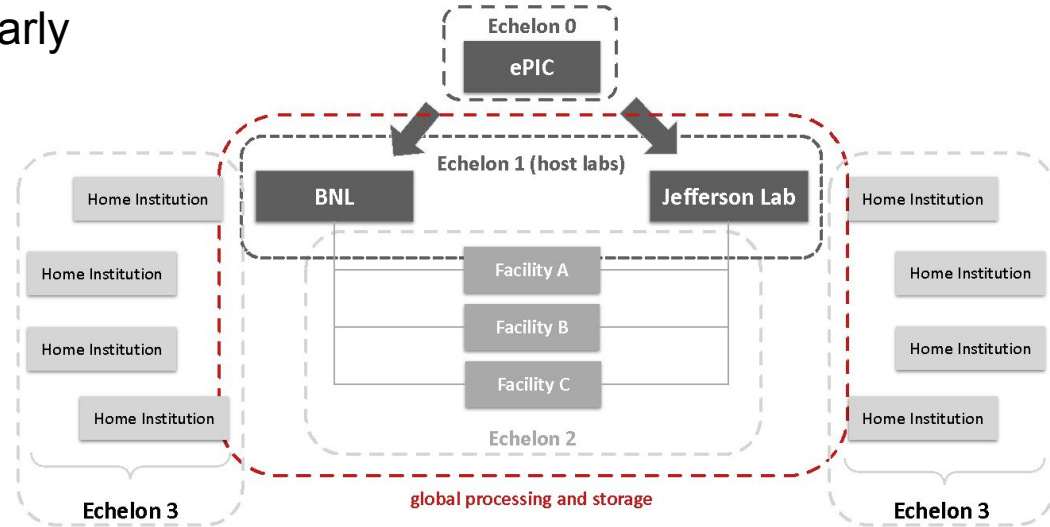 arly
Echelon 0
ePIC
Echelon 1 (host labs)
BNL
Jefferson Lab
Home Institution
Home Institution
Home Institution
Home Institution
Echelon 3
Facility A
Facility B
Facility C
Echelon 2
global processing and storage
Home Institution
Home Institution
Home Institution
Home Institution
Echelon 3